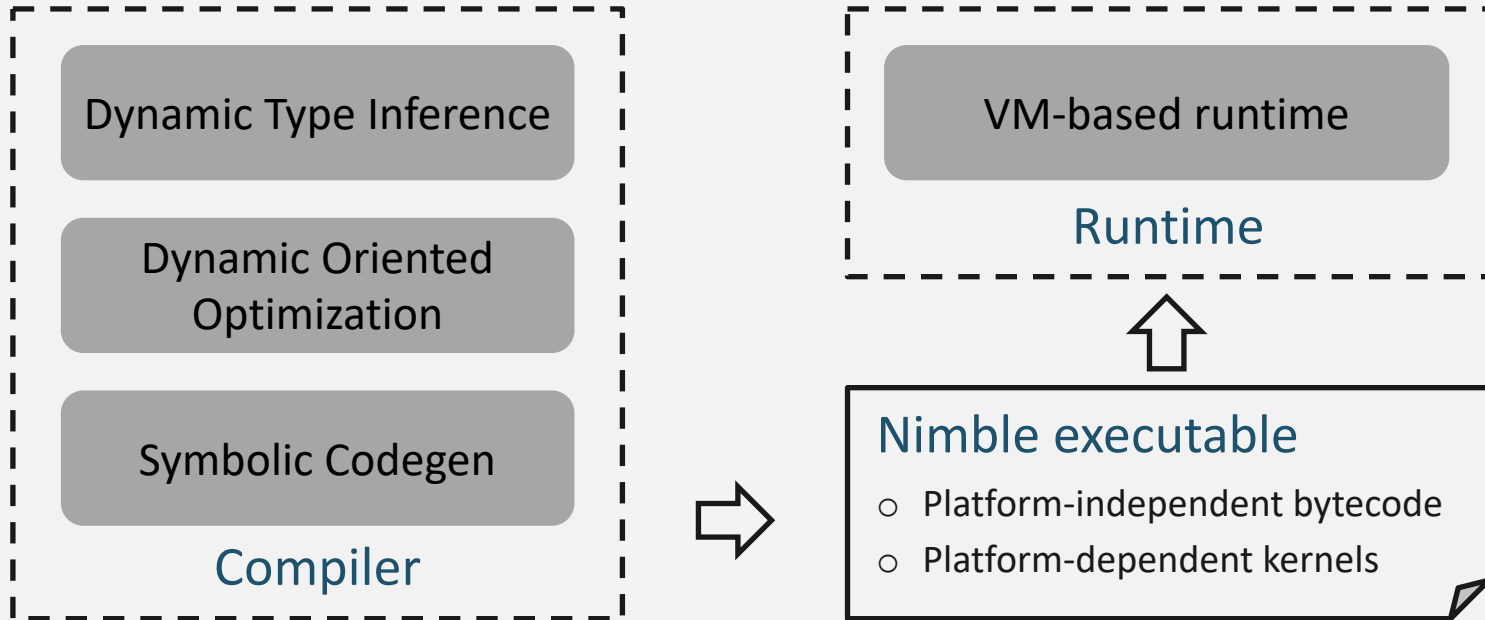 Dynamic Type Inference
Dynamic Oriented
Optimization
Symbolic Codegen
Compiler
VM-based runtime
Runtime
Nimble executable
○ Platform-independent bytecode
○ Platform-dependent kernels